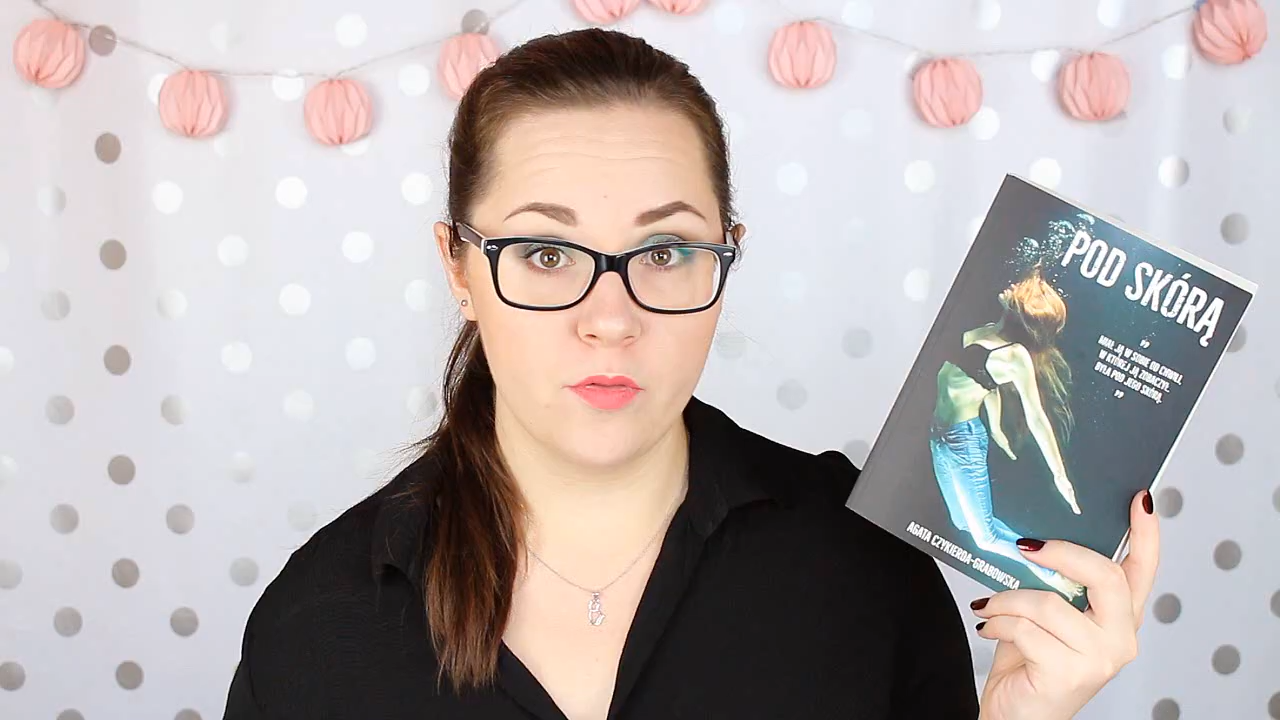 POD SKÓRĄ
”
MIAŁ JĄ W SOBIE OD CHWILI,
W KTÓREJ JĄ ZOBACZYŁ.
BYŁA POD JEGO SKÓRĄ.
”
AGATA CZYKIERDA-GRABOWSKA